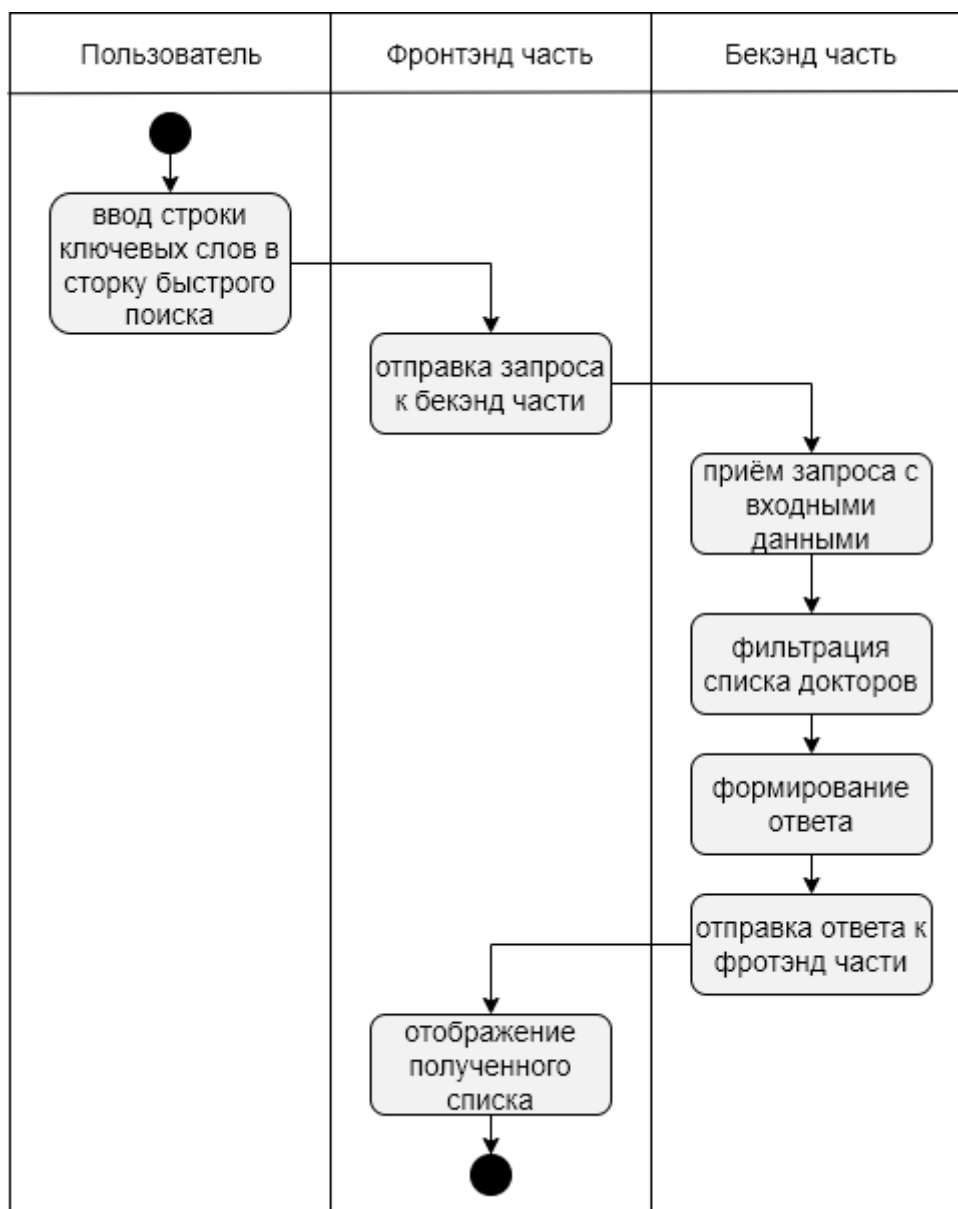 Пользователь
Фронтэнд часть
Бекэнд часть
ввод строки
ключевых слов в
сторку быстрого
поиска
отправка запроса
к бекэнд части
приём запроса с
входными
данными
фильтрация
списка докторов
формирование
ответа
отправка ответа к
фротэнд части
отображение
полученного
списка